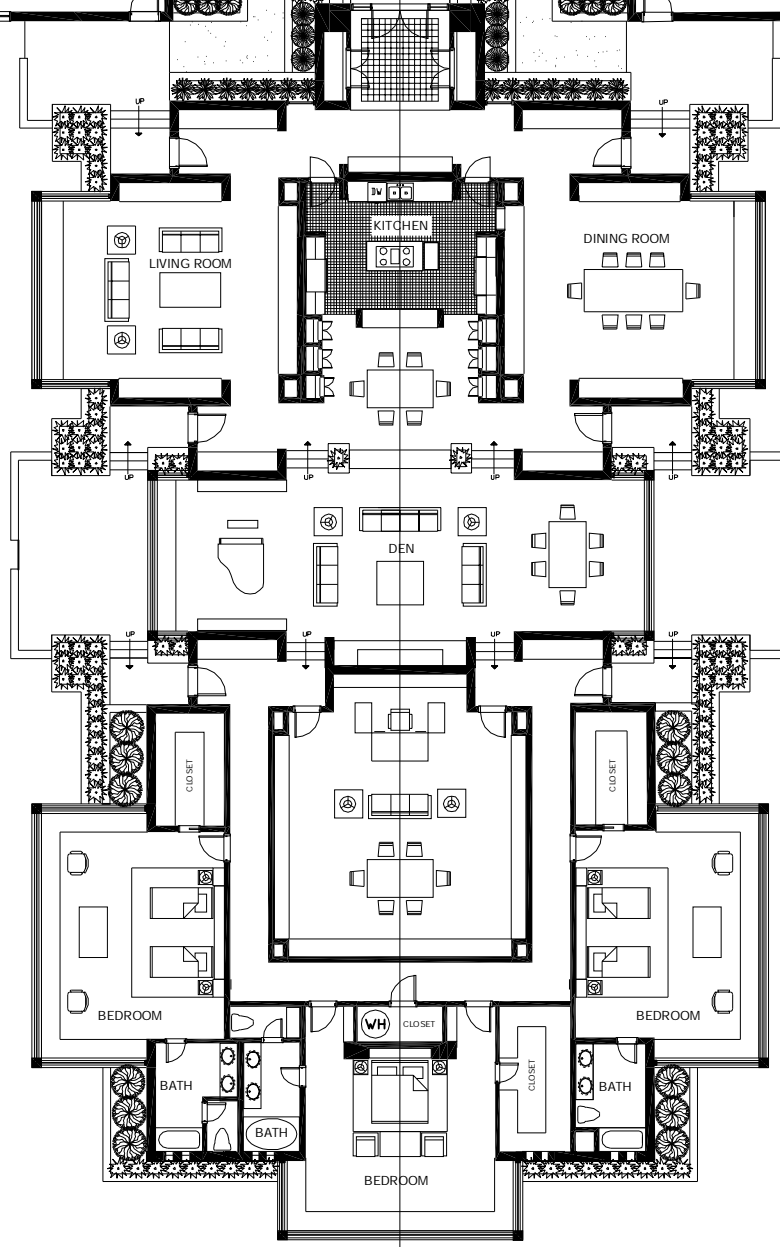 UP
UP
DW
KITCHEN
DINING ROOM
LIVING ROOM
UP
UP
UP
UP
DEN
UP
UP
UP
UP
CLOSET
CLOSET
BEDROOM
BEDROOM
WH
CLOSET
CLOSET
BATH
BATH
BATH
BEDROOM